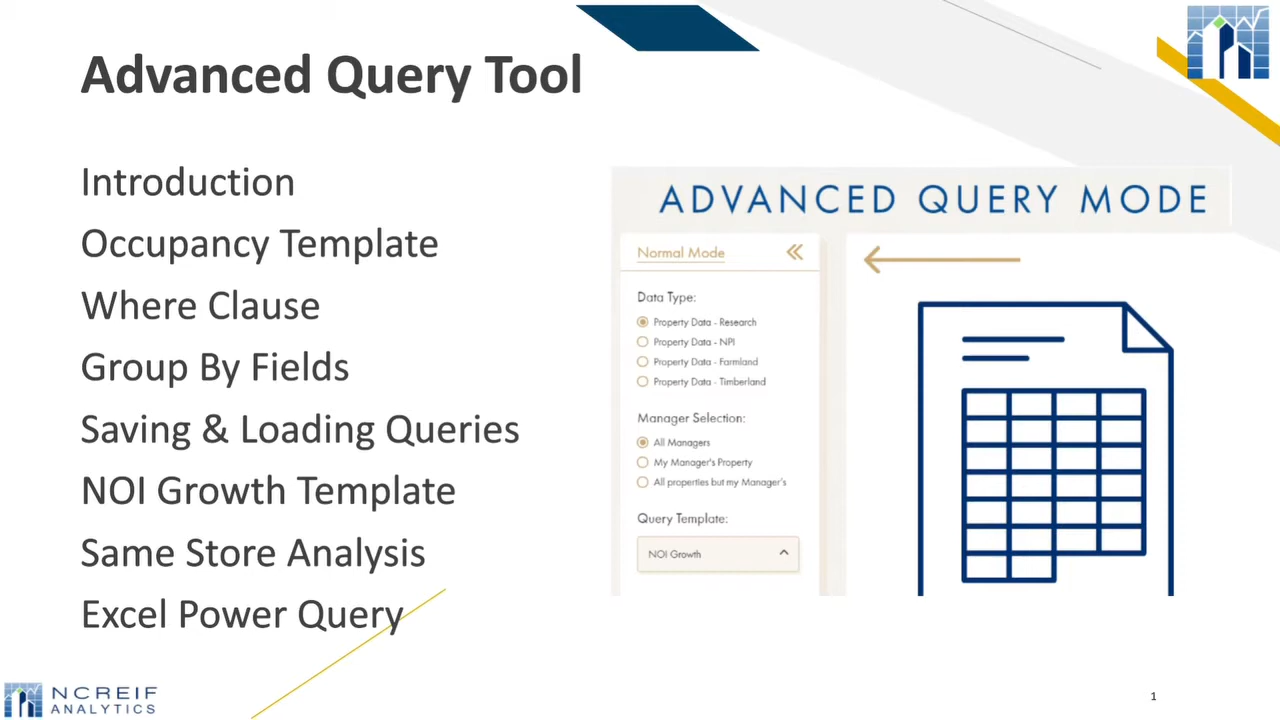 Advanced Query Tool
Introduction
Occupancy Template
Where Clause
Group By Fields
Saving & Loading Queries
NOI Growth Template
Same Store Analysis
Excel Power Query
ADVANCED QUERY MODE
Normal Mode
Data Type:
Property Data - Research
Property Data - NPI
Property Data - Farmland
Property Data - Timberland
Manager Selection:
All Managers
My Manager's Property
All properties but my Manager's
Query Template:
NOI Growth
NCREIF
ANALYTICS
1